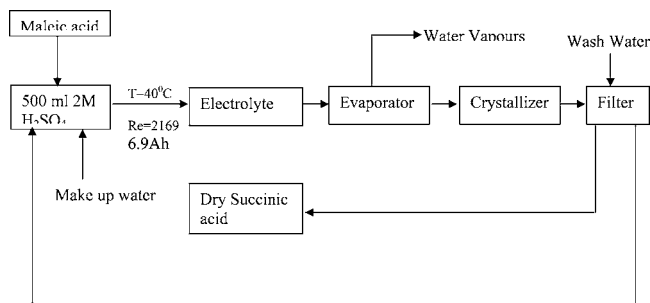 Maleic acid
Water Vapours
Wash Water
500 ml 2M
H₂SO₄
T=40⁰C
Re=2169
6.9Ah
Electrolyte
Evaporator
Crystallizer
Filter
Make up water
Dry Succinic
acid